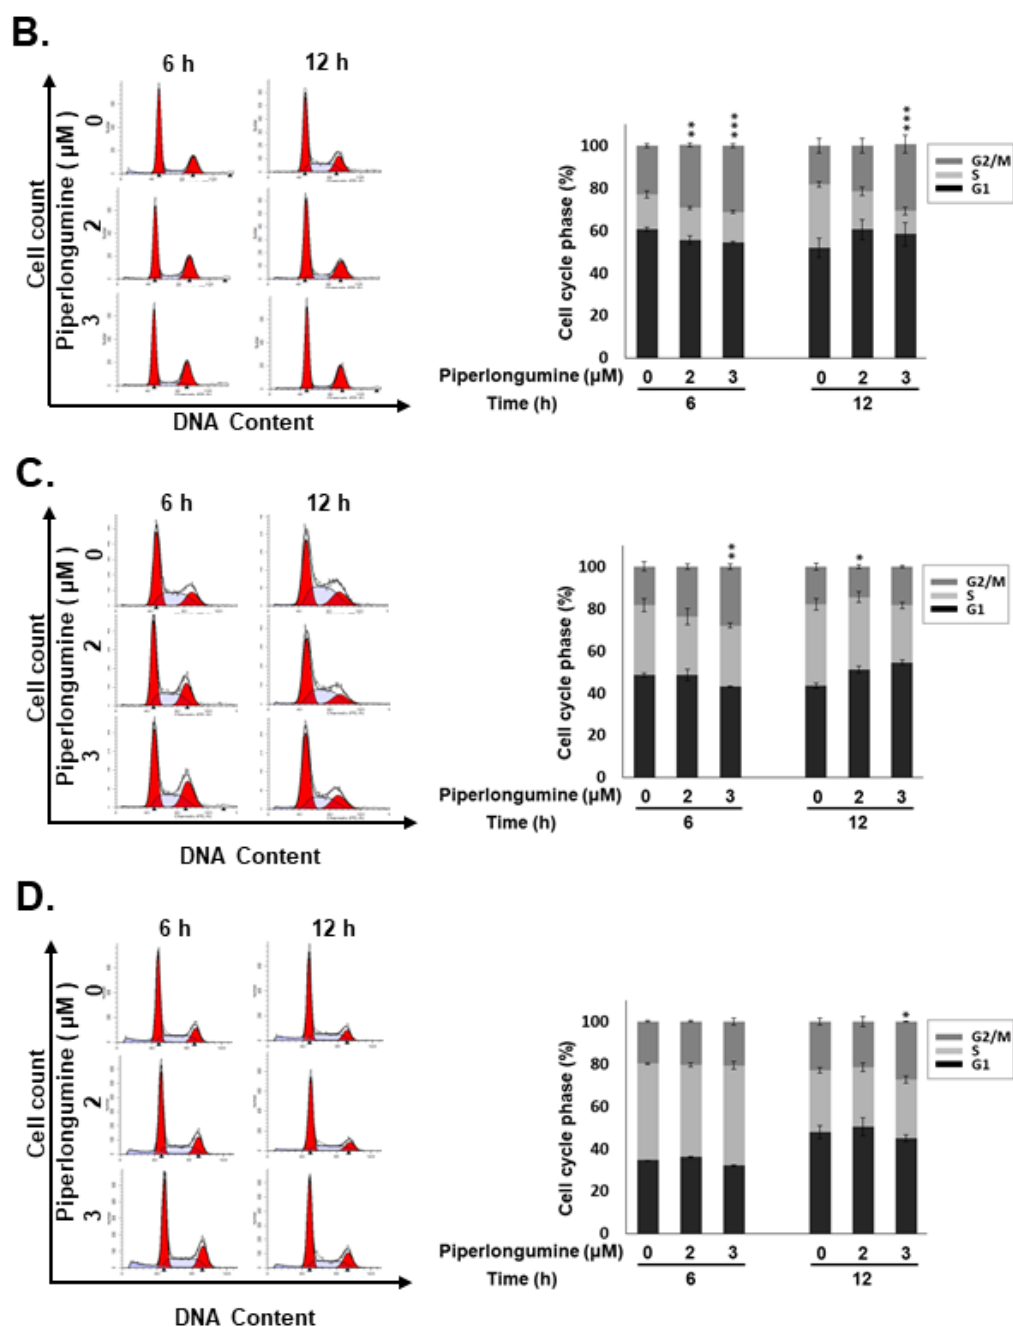 B.
6 h
12 h
Cell count
Piperlongumine ( µM )
0
2
3
DNA Content
Cell cycle phase (%)
100
80
60
40
20
0
**
***
***
G2/M
S
G1
Piperlongumine (µM)
0 2 3 0 2 3
Time (h)
6 12
C.
6 h
12 h
Cell count
Piperlongumine ( µM )
0
2
3
DNA Content
Cell cycle phase (%)
100
80
60
40
20
0
**
*
G2/M
S
G1
Piperlongumine (µM)
0 2 3 0 2 3
Time (h)
6 12
D.
6 h
12 h
Cell count
Piperlongumine ( µM )
0
2
3
DNA Content
Cell cycle phase (%)
100
80
60
40
20
0
*
G2/M
S
G1
Piperlongumine (µM)
0 2 3 0 2 3
Time (h)
6 12